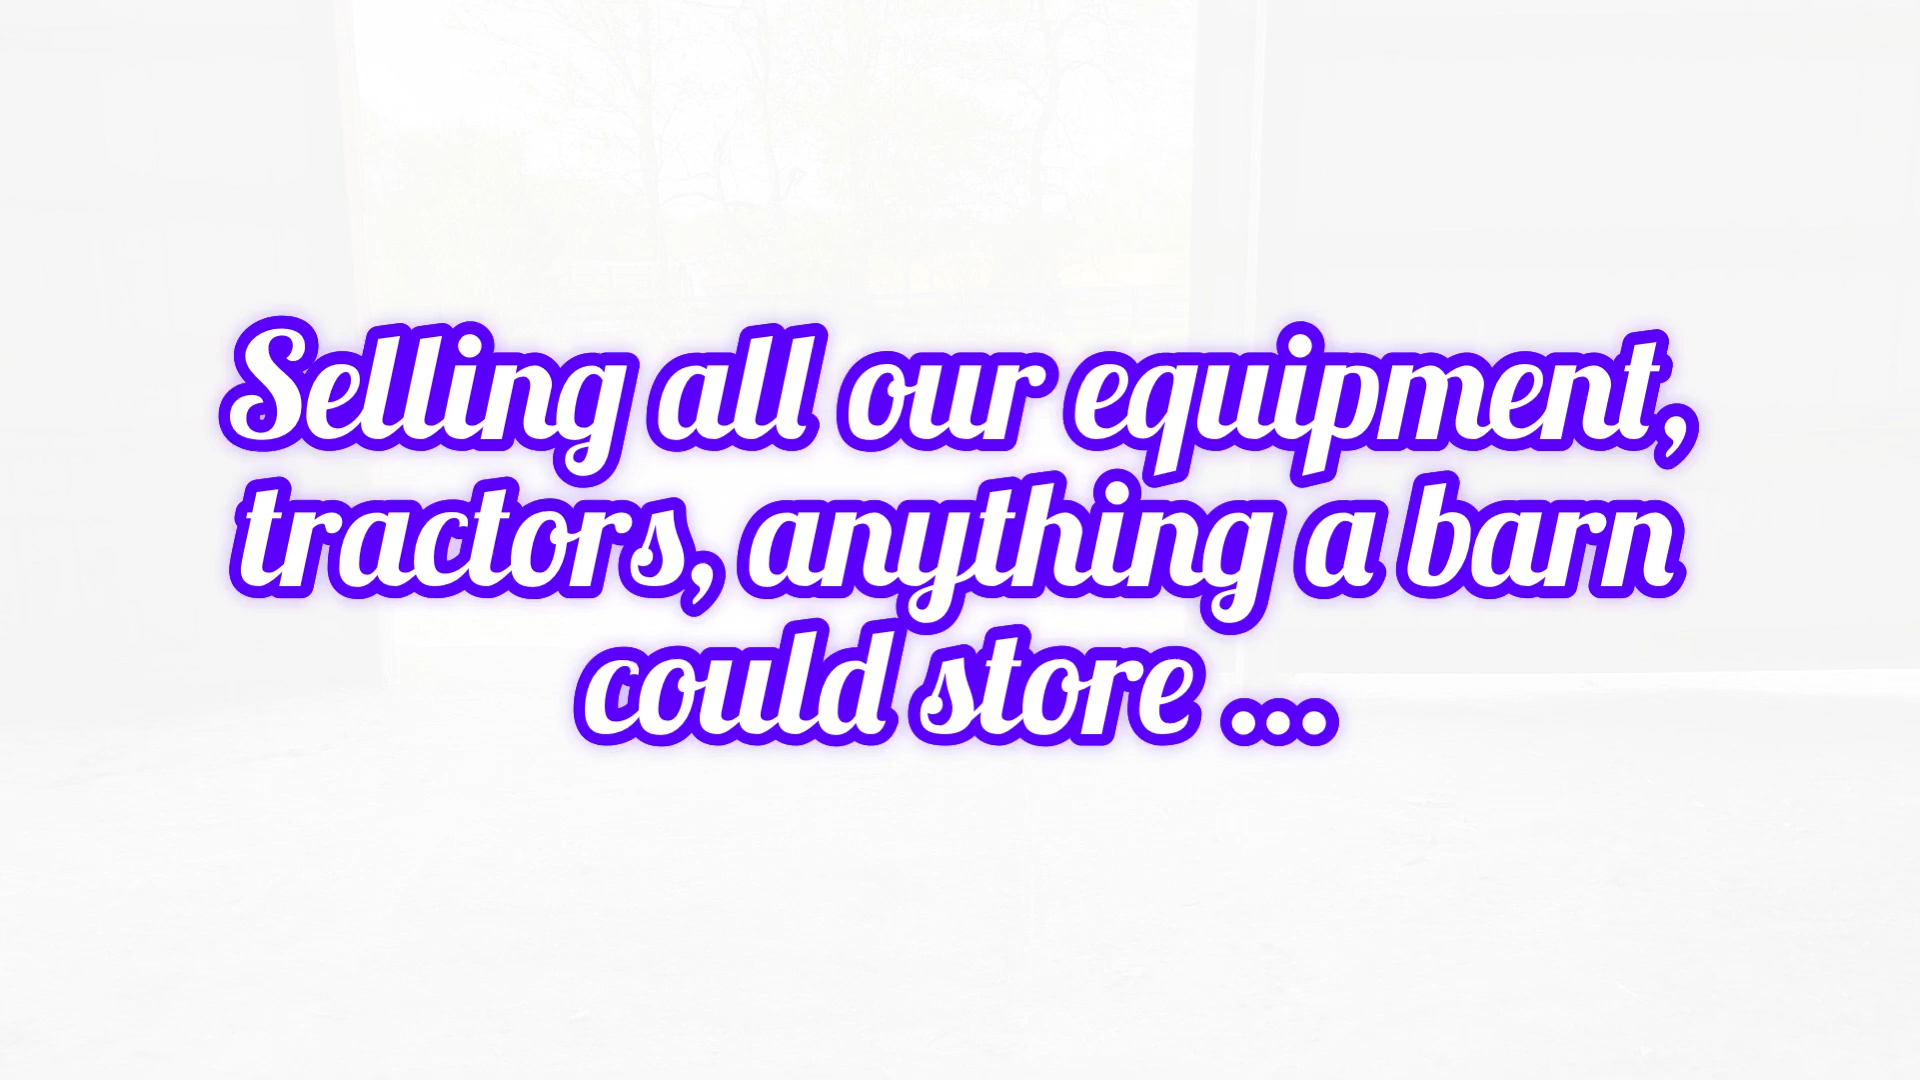 Selling all our equipment,
tractors, anything a barn
could store ...